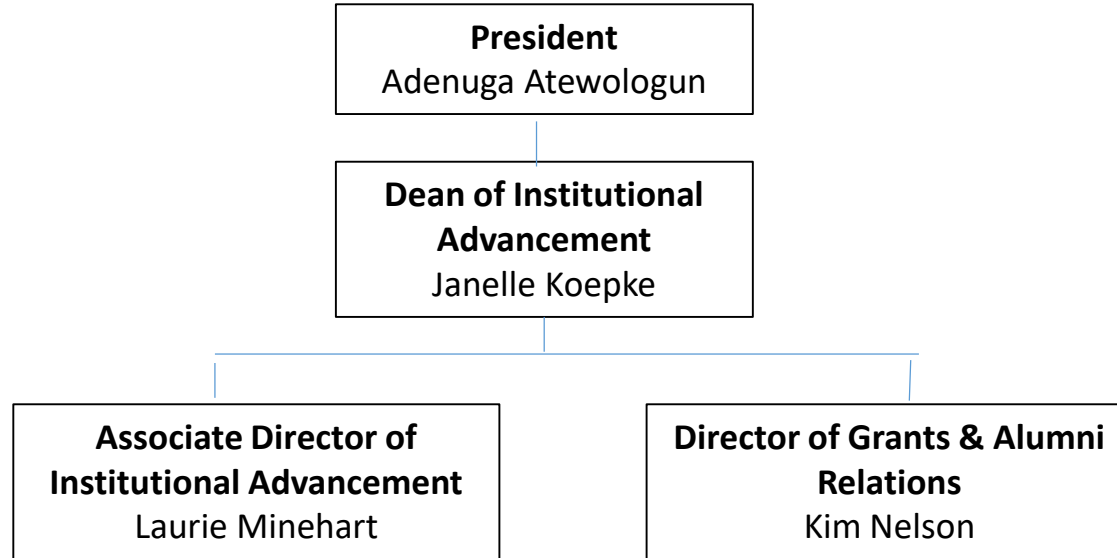 President
Adenuga Atewologun
Dean of Institutional
Advancement
Janelle Koepke
Associate Director of
Institutional Advancement
Laurie Minehart
Director of Grants & Alumni
Relations
Kim Nelson